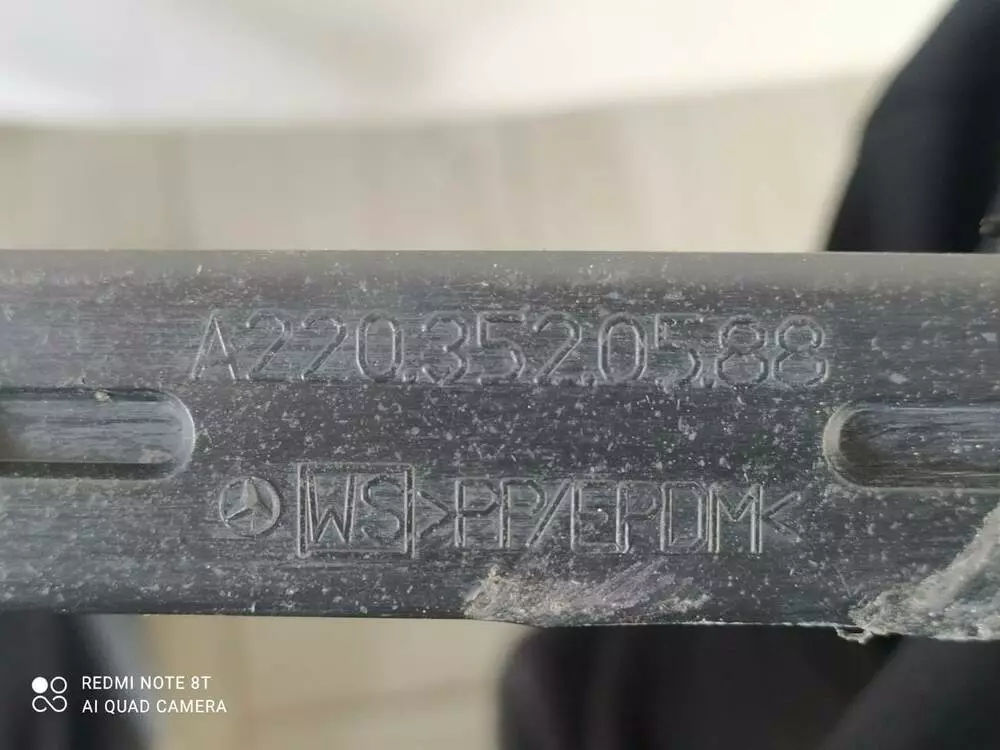 A220.352.05.88
WS>PP/EPDM<
REDMI NOTE 8T
AI QUAD CAMERA